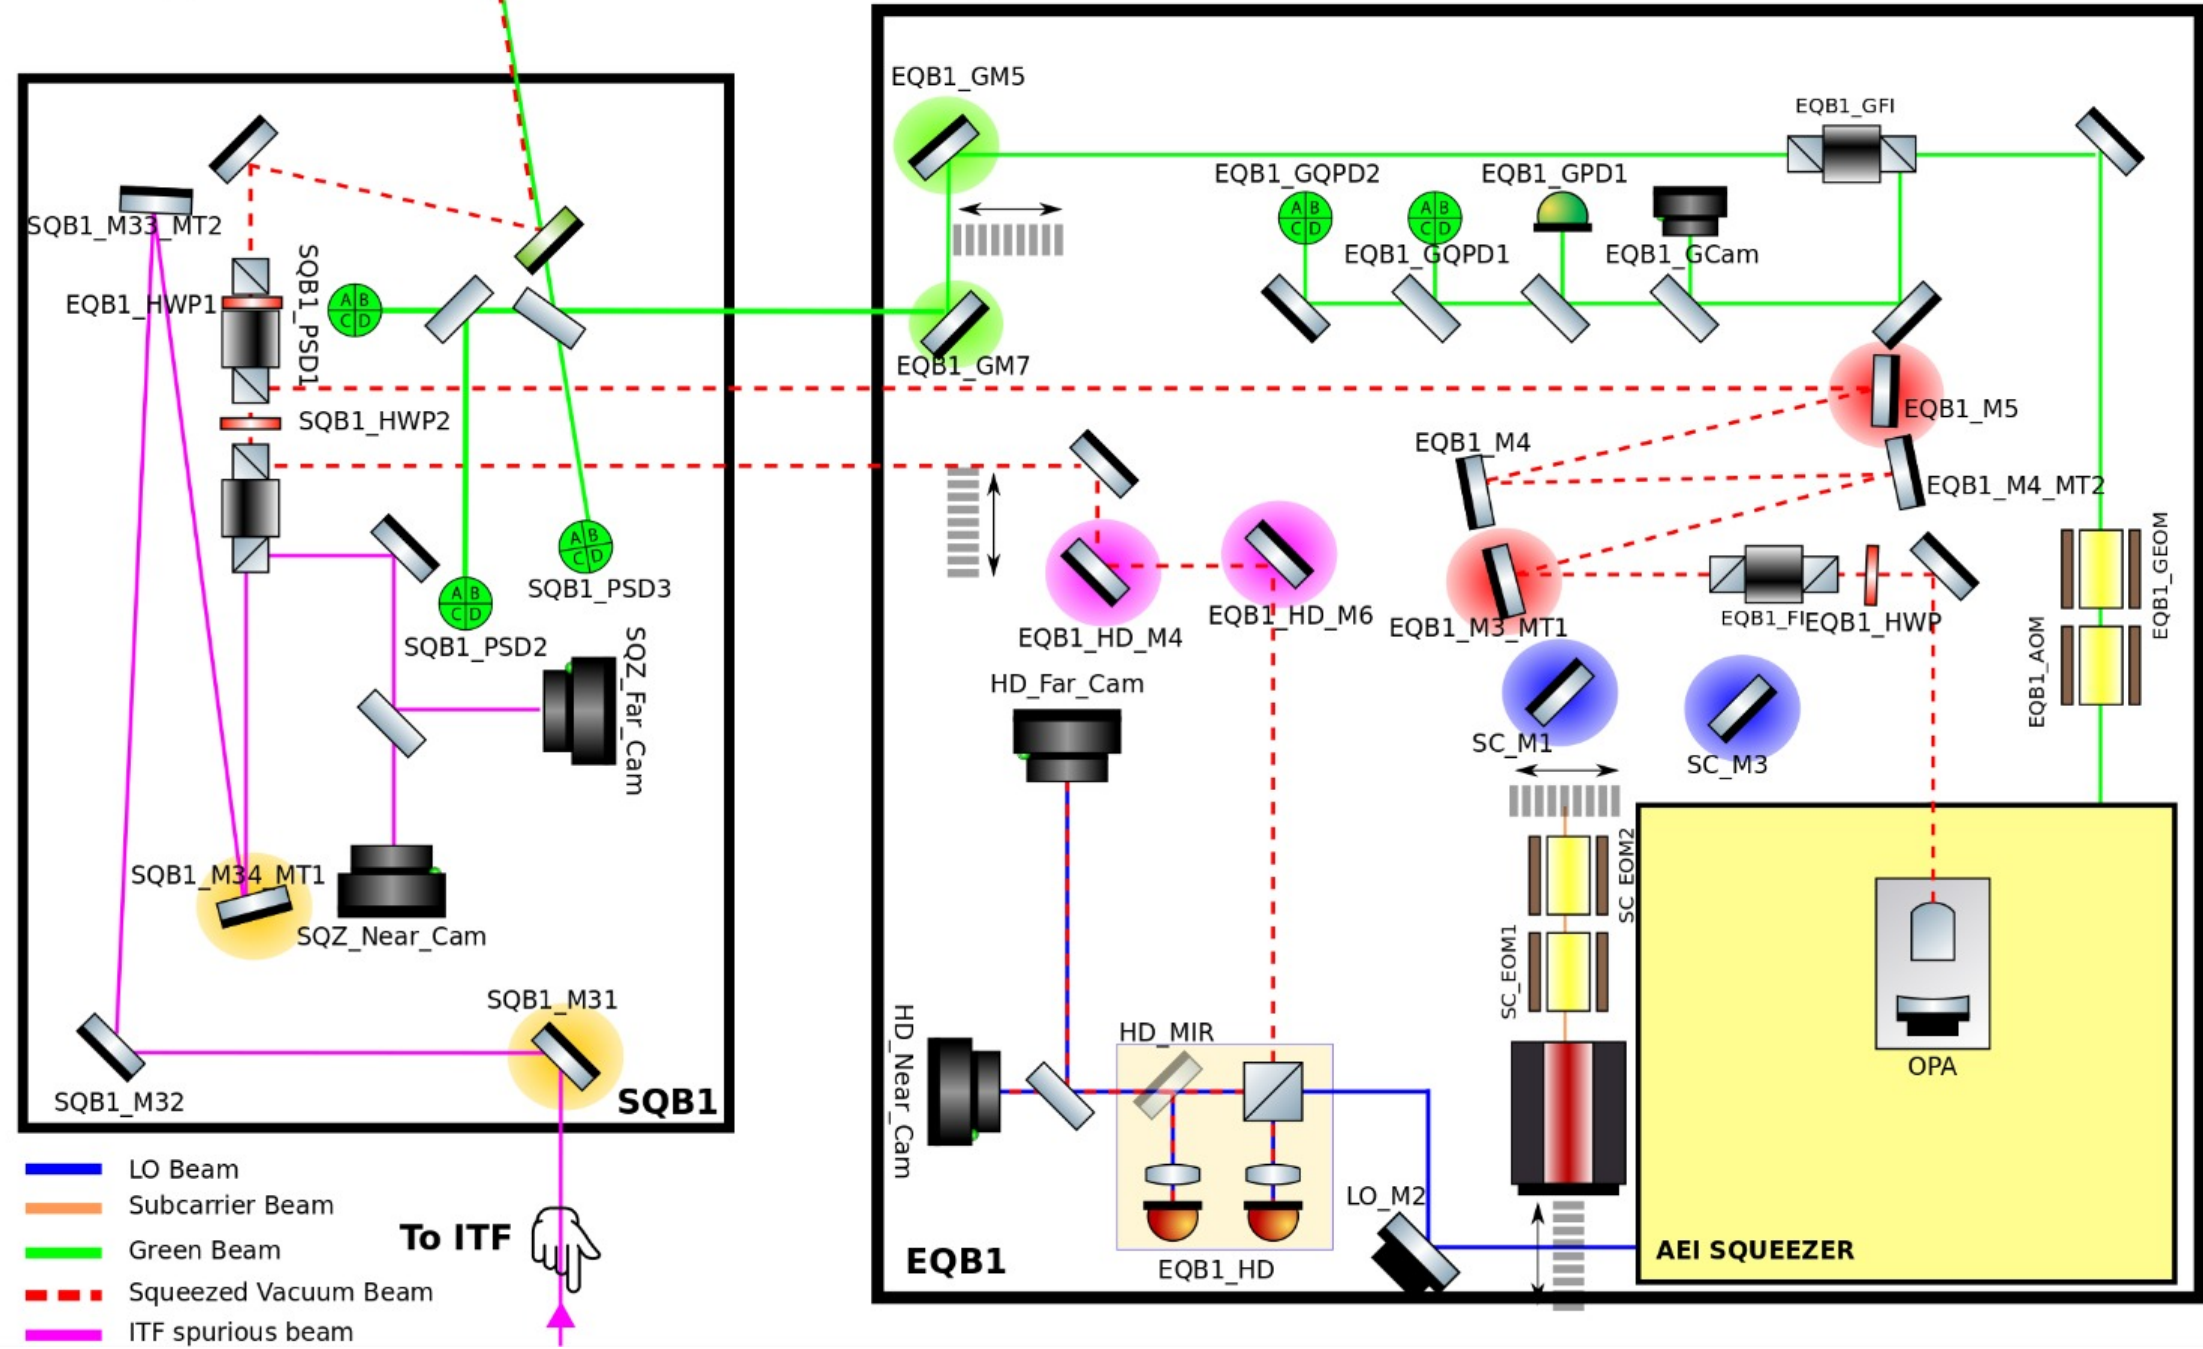 EQB1_GM5
EQB1_GFI
EQB1_GQPD2
EQB1_GPD1
A B
C D
A B
C D
SQB1_M33_MT2
EQB1_GQPD1
EQB1_GCam
EQB1_HWP1
SQB1_PSD1
A B
C D
EQB1_GM7
SQB1_HWP2
EQB1_M5
EQB1_M4
EQB1_M4_MT2
A B
C D
SQB1_PSD3
A B
C D
SQB1_PSD2
EQB1_HD_M4
EQB1_HD_M6
EQB1_M3_MT1
EQB1_FI
EQB1_HWP
EQB1_GEOM
EQB1_AOM
SQZ_Far_Cam
HD_Far_Cam
SC_M1
SC_M3
SQB1_M34_MT1
SQZ_Near_Cam
SC_EOM2
SC_EOM1
SQB1_M31
SQB1_M32
SQB1
HD_Near_Cam
HD_MIR
OPA
LO_M2
EQB1_HD
EQB1
AEI SQUEEZER
To ITF
LO Beam
Subcarrier Beam
Green Beam
Squeezed Vacuum Beam
ITF spurious beam